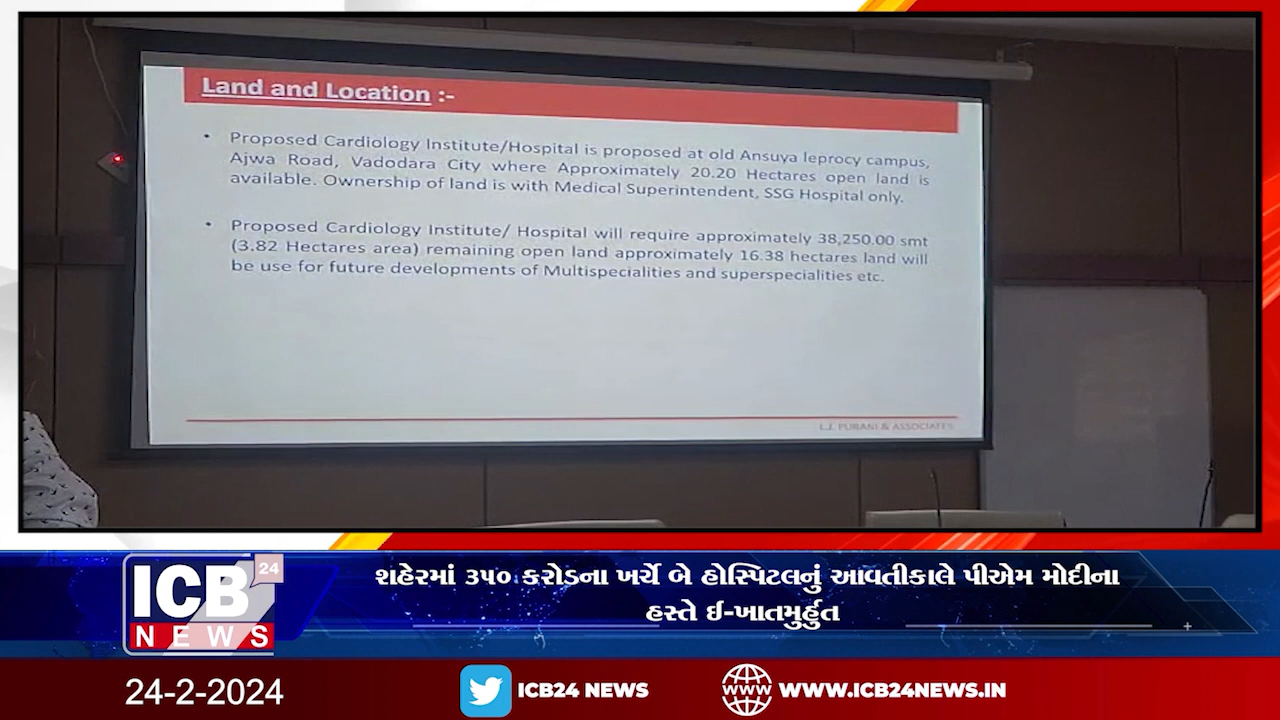 Land and Location :-
• Proposed Cardiology Institute/Hospital is proposed at old Ansuya leprocy campus,
Ajwa Road, Vadodara City where Approximately 20.20 Hectares open land is
available. Ownership of land is with Medical Superintendent, SSG Hospital only.
• Proposed Cardiology Institute/ Hospital will require approximately 38,250.00 smt
(3.82 Hectares area) remaining open land approximately 16.38 hectares land will
be use for future developments of Multispecialities and superspecialities etc.
L.J. PURANI & ASSOCIATES
ICB 24
NEWS
શહેરમાં ૩૫૦ કરોડના ખર્ચે બે હોસ્પિટલનું આવતીકાલે પીએમ મોદીના
હસ્તે ઈ-ખાતમુર્હુત
24-2-2024
ICB24 NEWS
WWW
WWW.ICB24NEWS.IN